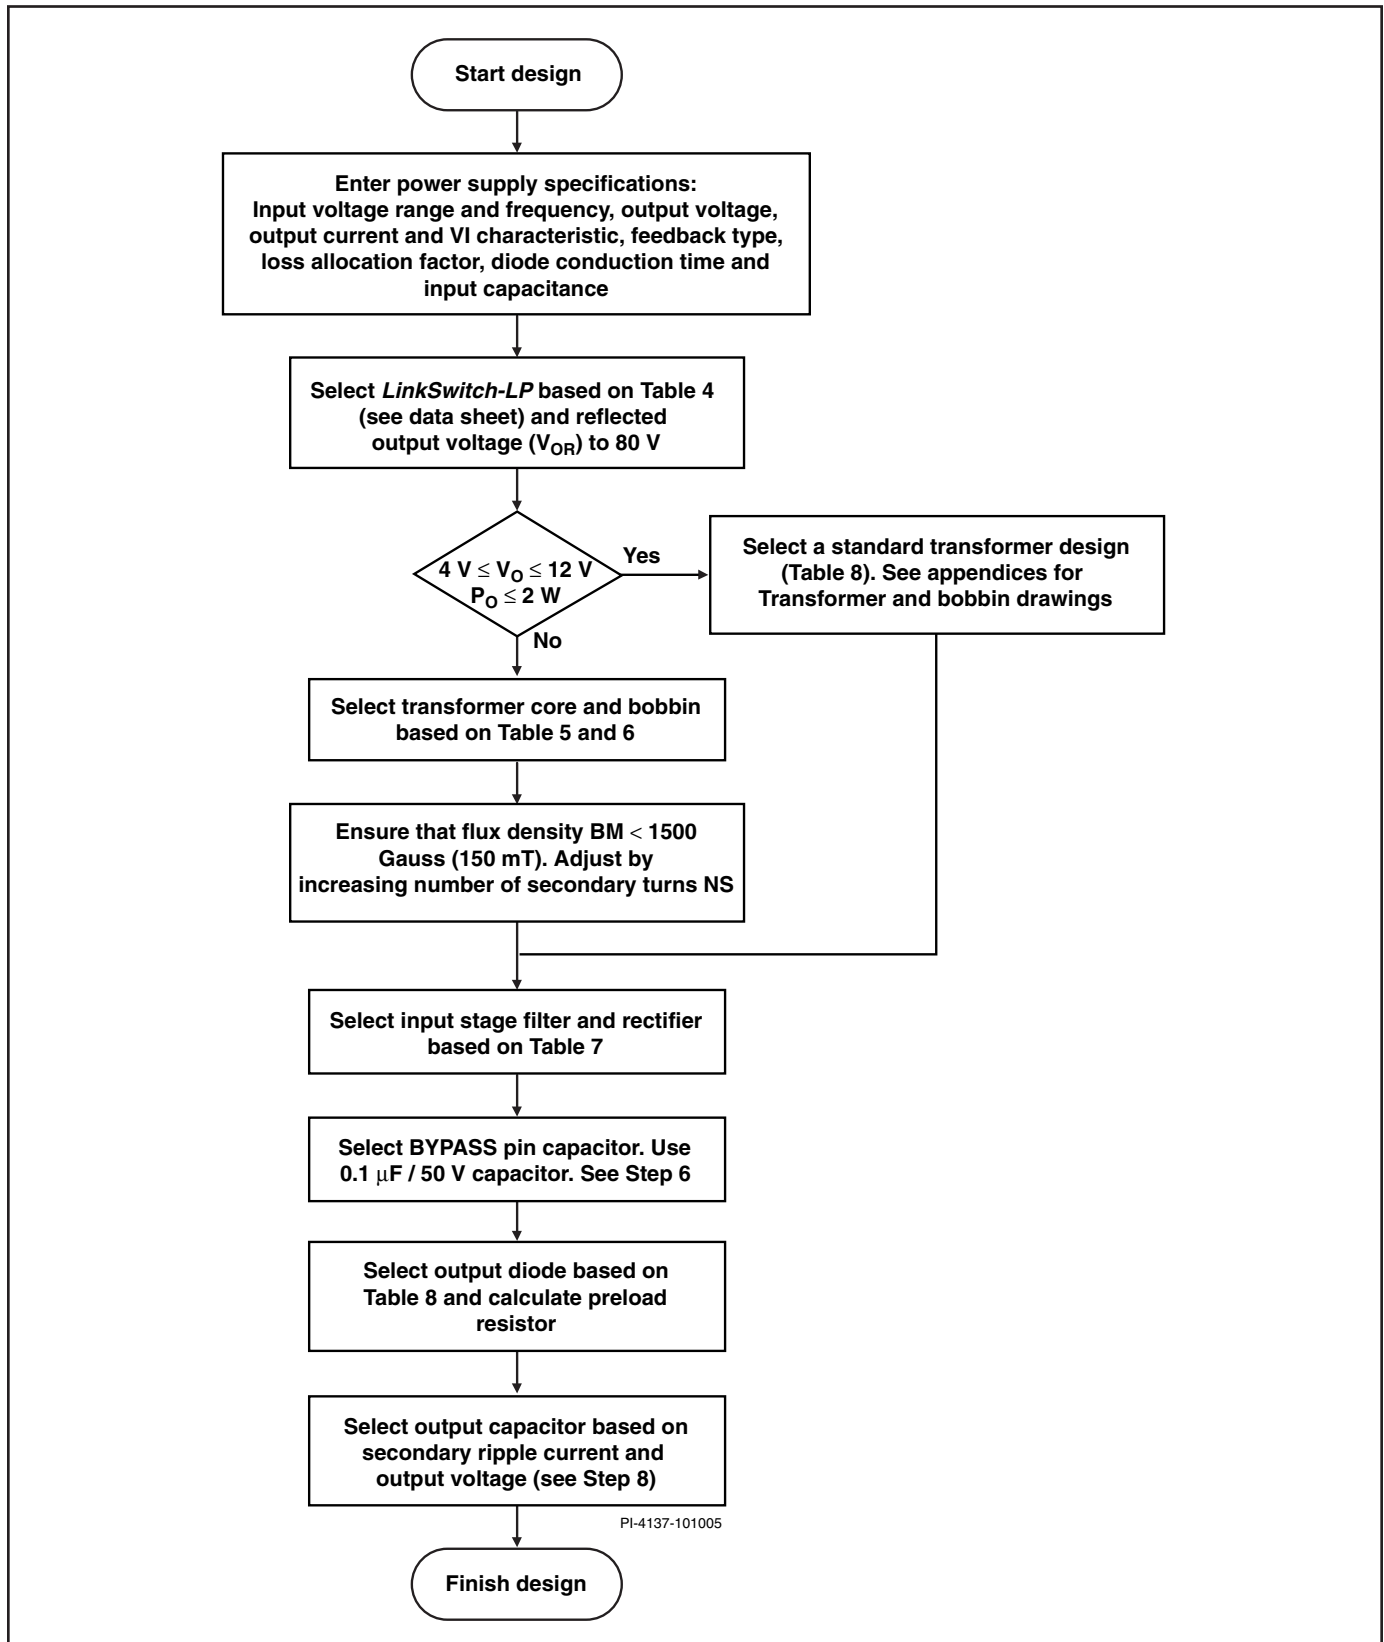 Start design
Enter power supply specifications:
Input voltage range and frequency, output voltage,
output current and VI characteristic, feedback type,
loss allocation factor, diode conduction time and
input capacitance
Select LinkSwitch-LP based on Table 4
(see data sheet) and reflected
output voltage (VOR) to 80 V
4 V ≤ VO ≤ 12 V
PO ≤ 2 W
Yes
Select a standard transformer design
(Table 8). See appendices for
Transformer and bobbin drawings
No
Select transformer core and bobbin
based on Table 5 and 6
Ensure that flux density BM < 1500
Gauss (150 mT). Adjust by
increasing number of secondary turns NS
Select input stage filter and rectifier
based on Table 7
Select BYPASS pin capacitor. Use
0.1 μF / 50 V capacitor. See Step 6
Select output diode based on
Table 8 and calculate preload
resistor
Select output capacitor based on
secondary ripple current and
output voltage (see Step 8)
PI-4137-101005
Finish design